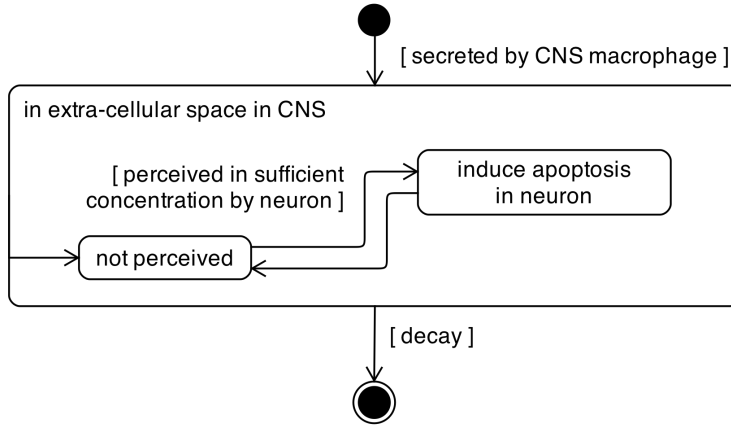 [ secreted by CNS macrophage ]
in extra-cellular space in CNS
[ perceived in sufficient
concentration by neuron ]
induce apoptosis
in neuron
not perceived
[ decay ]